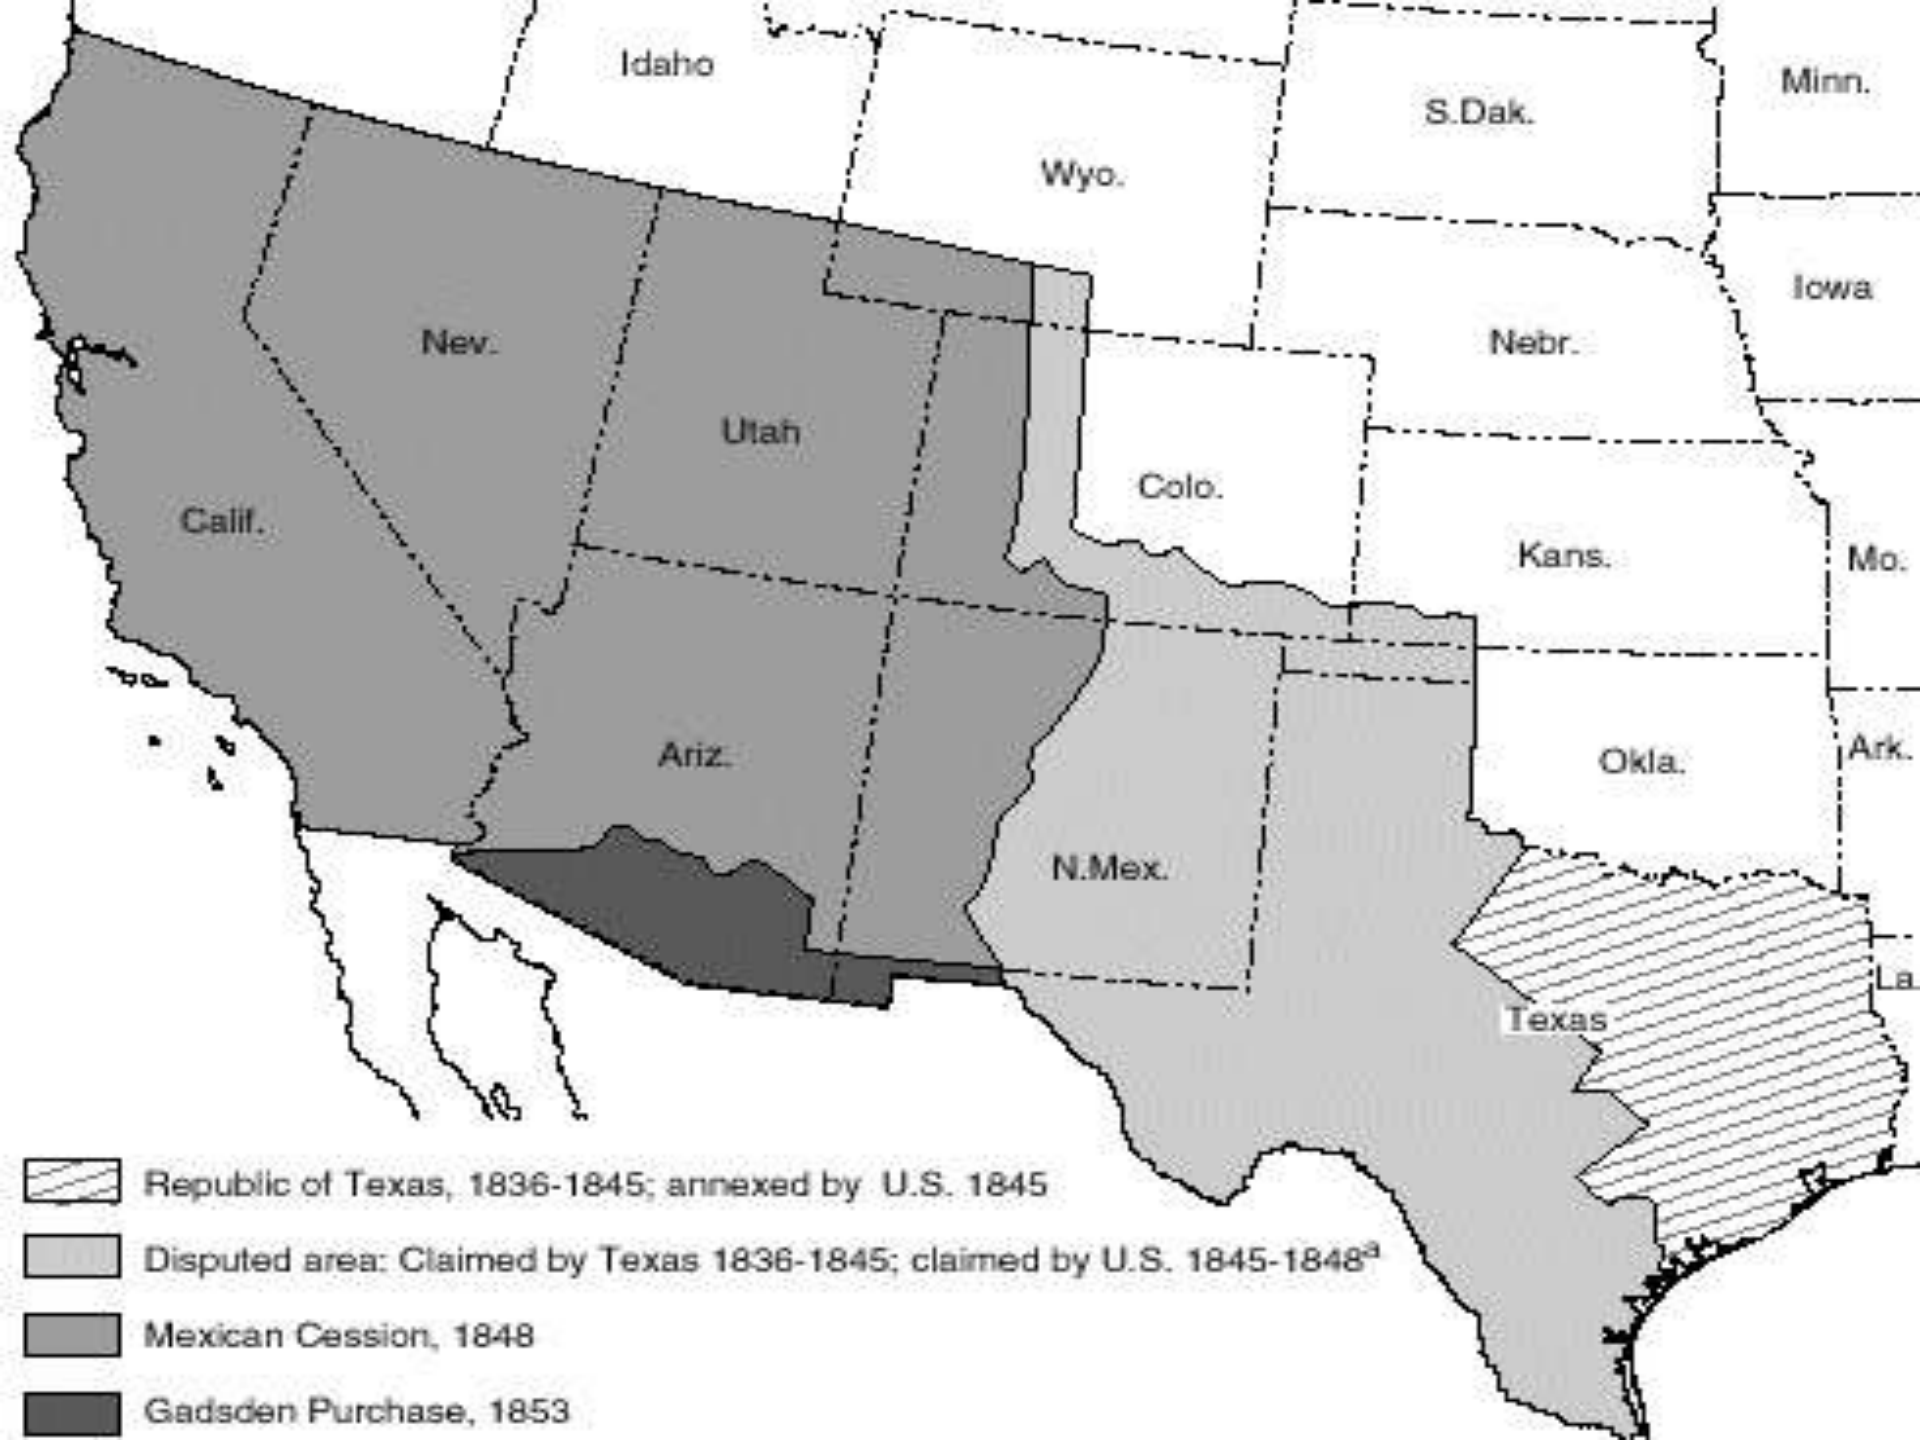 Idaho
Minn.
S.Dak.
Wyo.
Iowa
Nev.
Nebr.
Utah
Colo.
Calif.
Kans.
Mo.
Ariz.
Okla.
Ark.
N.Mex.
La.
Texas
Republic of Texas, 1836-1845; annexed by U.S. 1845
Disputed area: Claimed by Texas 1836-1845; claimed by U.S. 1845-1848a
Mexican Cession, 1848
Gadsden Purchase, 1853